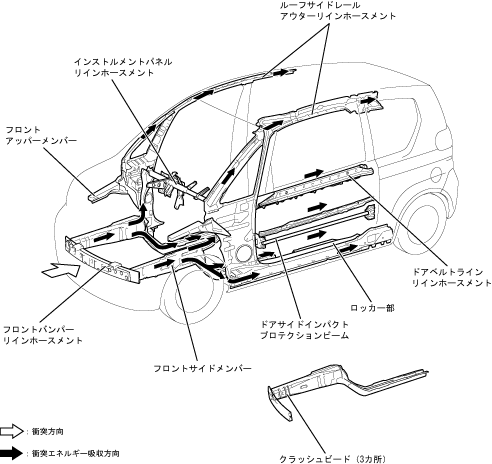 ルーフサイドレール
アウターリインホースメント
インストルメントパネル
リインホースメント
フロント
アッパーメンバー
ドアベルトライン
リインホースメント
ロッカー部
ドアサイドインパクト
プロテクションビーム
フロントバンパー
リインホースメント
フロントサイドメンバー
クラッシュビード (3カ所)
: 衝突方向
: 衝突エネルギー吸収方向